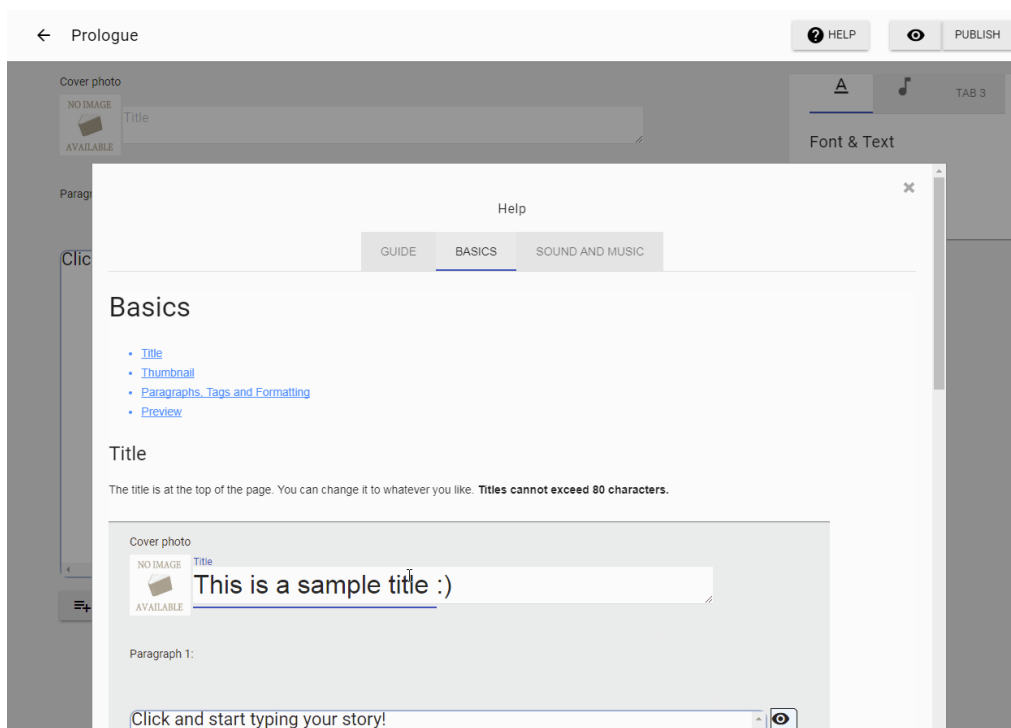 Prologue
HELP
PUBLISH
Cover photo
NO IMAGE
AVAILABLE
Title
A
TAB 3
Font & Text
Paragr
Clic
Help
GUIDE
BASICS
SOUND AND MUSIC
Basics
Title
Thumbnail
Paragraphs, Tags and Formatting
Preview
Title
The title is at the top of the page. You can change it to whatever you like. Titles cannot exceed 80 characters.
Cover photo
NO IMAGE
AVAILABLE
Title
This is a sample title :)
Paragraph 1:
Click and start typing your story!